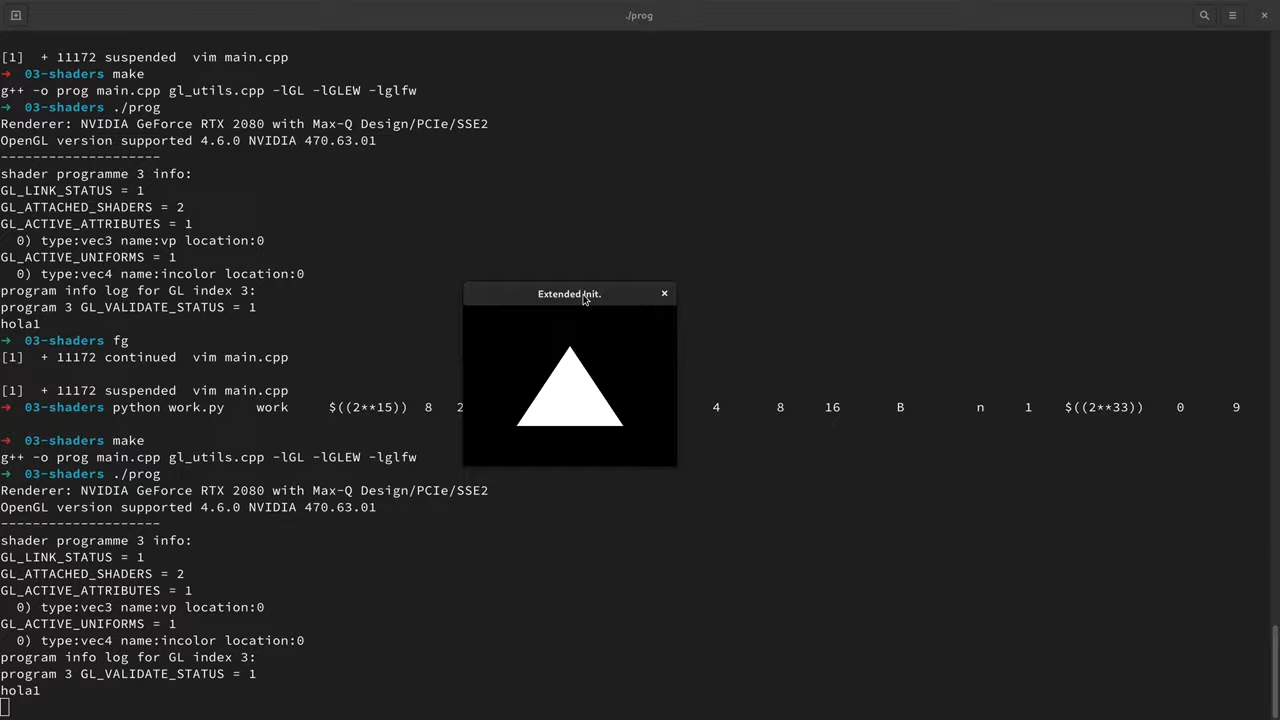 ./prog
[1]  + 11172 suspended  vim main.cpp
➜  03-shaders make
g++ -o prog main.cpp gl_utils.cpp -lGL -lGLEW -lglfw
➜  03-shaders ./prog
Renderer: NVIDIA GeForce RTX 2080 with Max-Q Design/PCIe/SSE2
OpenGL version supported 4.6.0 NVIDIA 470.63.01
--------------------
shader programme 3 info:
GL_LINK_STATUS = 1
GL_ATTACHED_SHADERS = 2
GL_ACTIVE_ATTRIBUTES = 1
  0) type:vec3 name:vp location:0
GL_ACTIVE_UNIFORMS = 1
  0) type:vec4 name:incolor location:0
program info log for GL index 3:
program 3 GL_VALIDATE_STATUS = 1
hola1
➜  03-shaders fg
[1]  + 11172 continued  vim main.cpp
[1]  + 11172 suspended  vim main.cpp
➜  03-shaders python work.py    work     $((2**15))  8   2   4       8     16       B         n     1    $((2**33))    0      9
➜  03-shaders make
g++ -o prog main.cpp gl_utils.cpp -lGL -lGLEW -lglfw
➜  03-shaders ./prog
Renderer: NVIDIA GeForce RTX 2080 with Max-Q Design/PCIe/SSE2
OpenGL version supported 4.6.0 NVIDIA 470.63.01
--------------------
shader programme 3 info:
GL_LINK_STATUS = 1
GL_ATTACHED_SHADERS = 2
GL_ACTIVE_ATTRIBUTES = 1
  0) type:vec3 name:vp location:0
GL_ACTIVE_UNIFORMS = 1
  0) type:vec4 name:incolor location:0
program info log for GL index 3:
program 3 GL_VALIDATE_STATUS = 1
hola1
Extended Init.